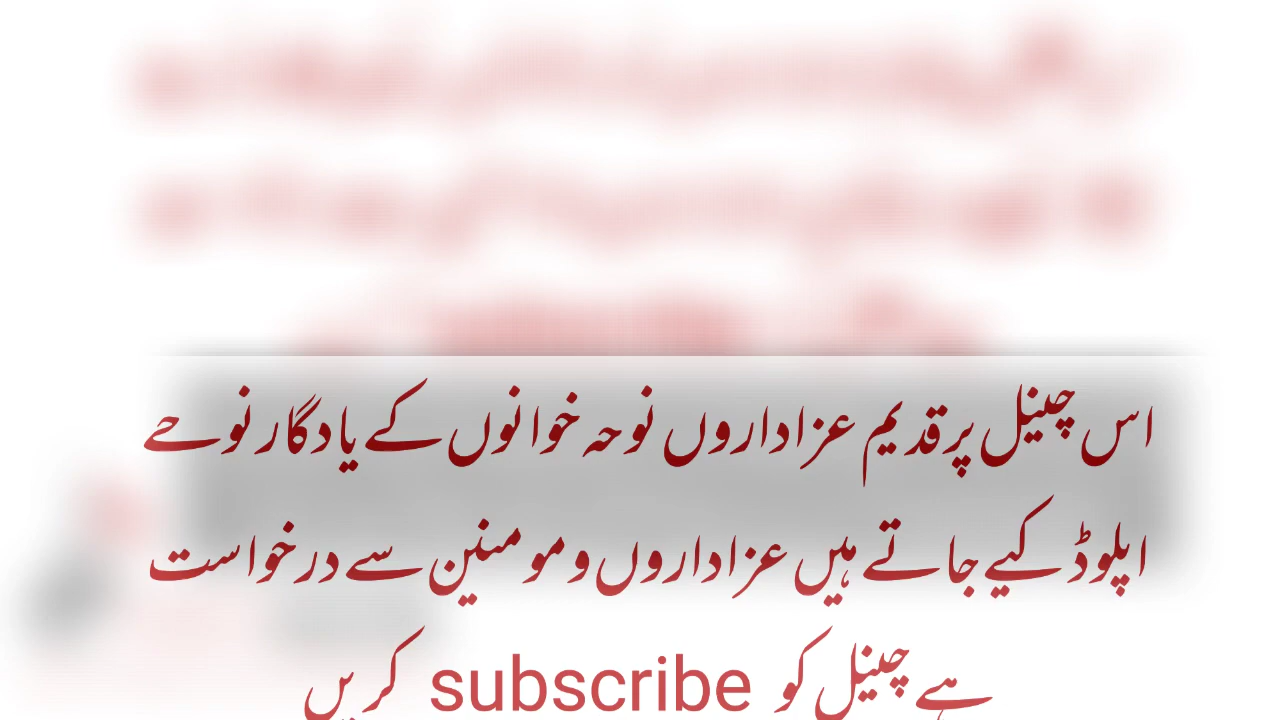 اس چینل پر قدیم عزاداروں نوحہ خوانوں کے یادگار نوحے
اپلوڈ کیے جاتے ہیں عزاداروں و مومنین سے درخواست
ہے چینل کو subscribe کریں